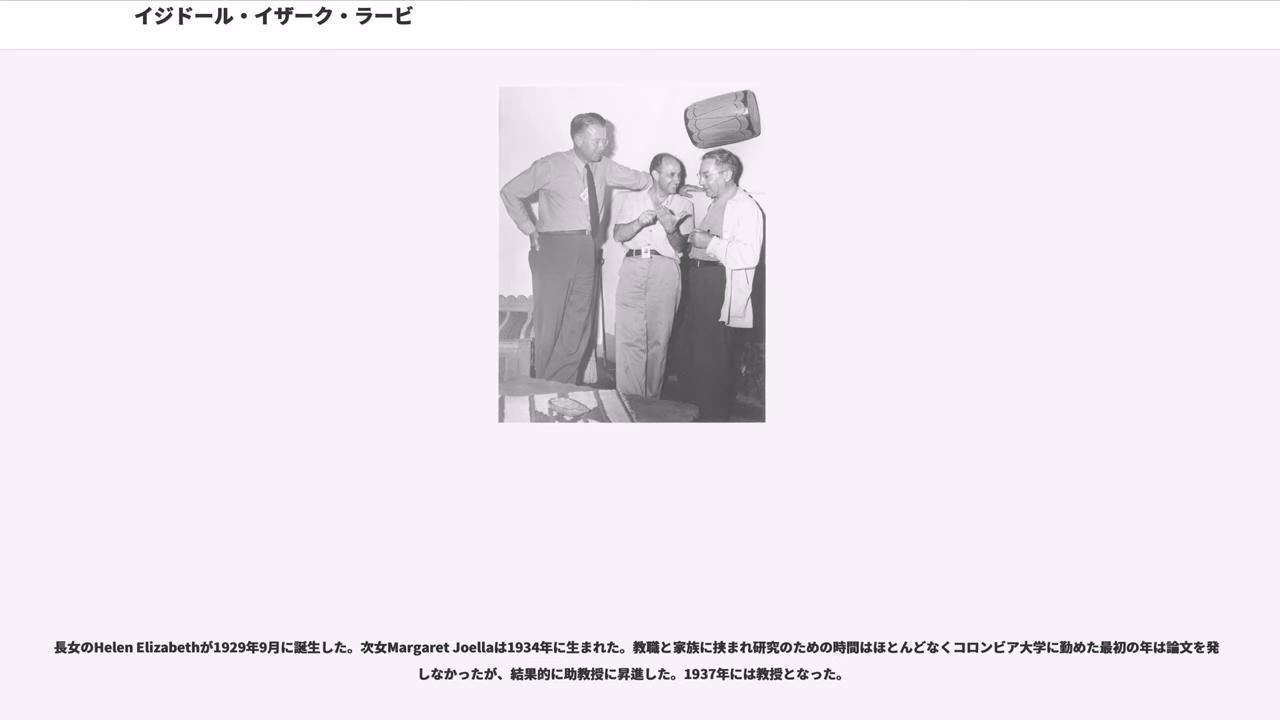 イジドール・イザーク・ラービ
長女のHelen Elizabethが1929年9月に誕生した。次女Margaret Joellaは1934年に生まれた。教職と家族に挟まれ研究のための時間はほとんどなくコロンビア大学に勤めた最初の年は論文を発
しなかったが、結果的に助教授に昇進した。1937年には教授となった。